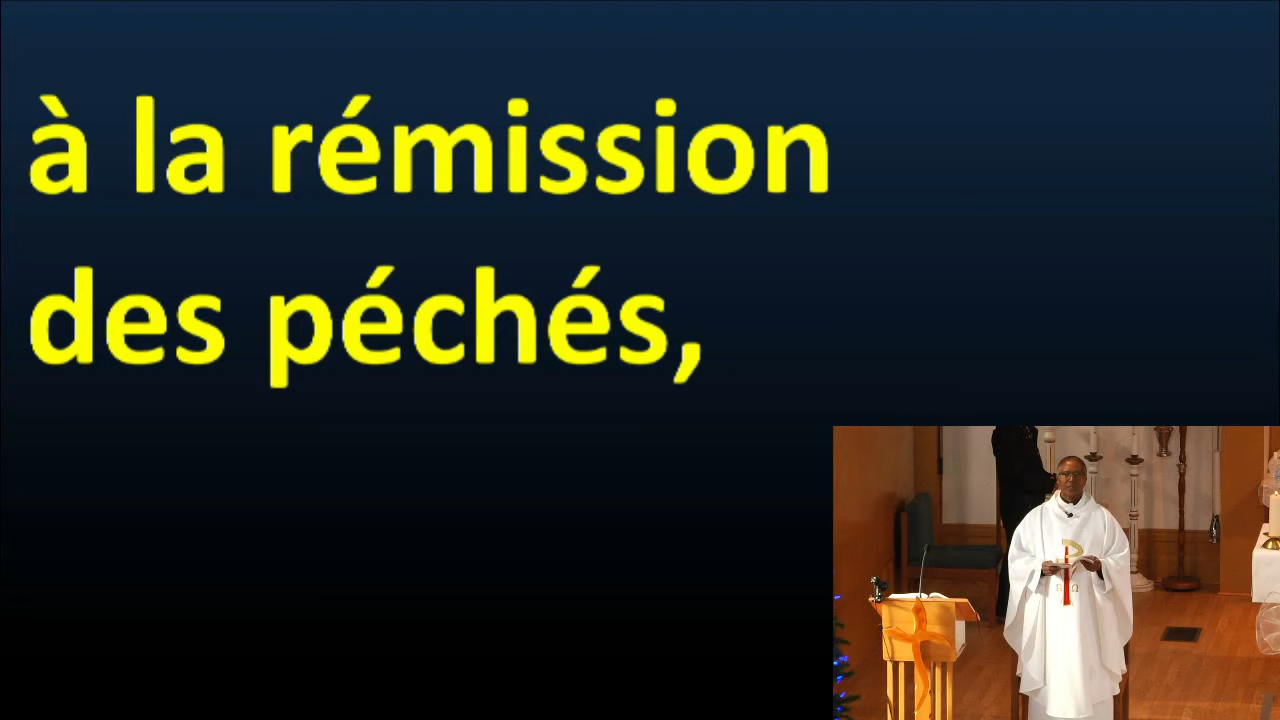 à la rémission
des péchés,